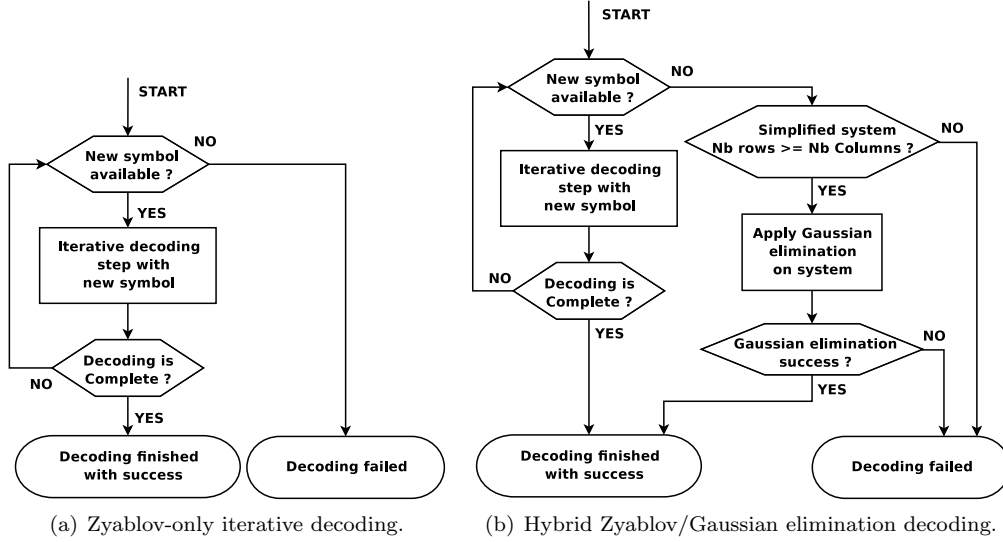 START
New symbol
available ?
NO
YES
Iterative decoding
step with
new symbol
Decoding is
Complete ?
NO
YES
Decoding finished
with success
Decoding failed
(a) Zyablov-only iterative decoding.
START
New symbol
available ?
NO
YES
Iterative decoding
step with
new symbol
Decoding is
Complete ?
NO
YES
Simplified system
Nb rows >= Nb Columns ?
NO
YES
Apply Gaussian
elimination
on system
Gaussian elimination
success ?
NO
YES
Decoding finished
with success
Decoding failed
(b) Hybrid Zyablov/Gaussian elimination decoding.